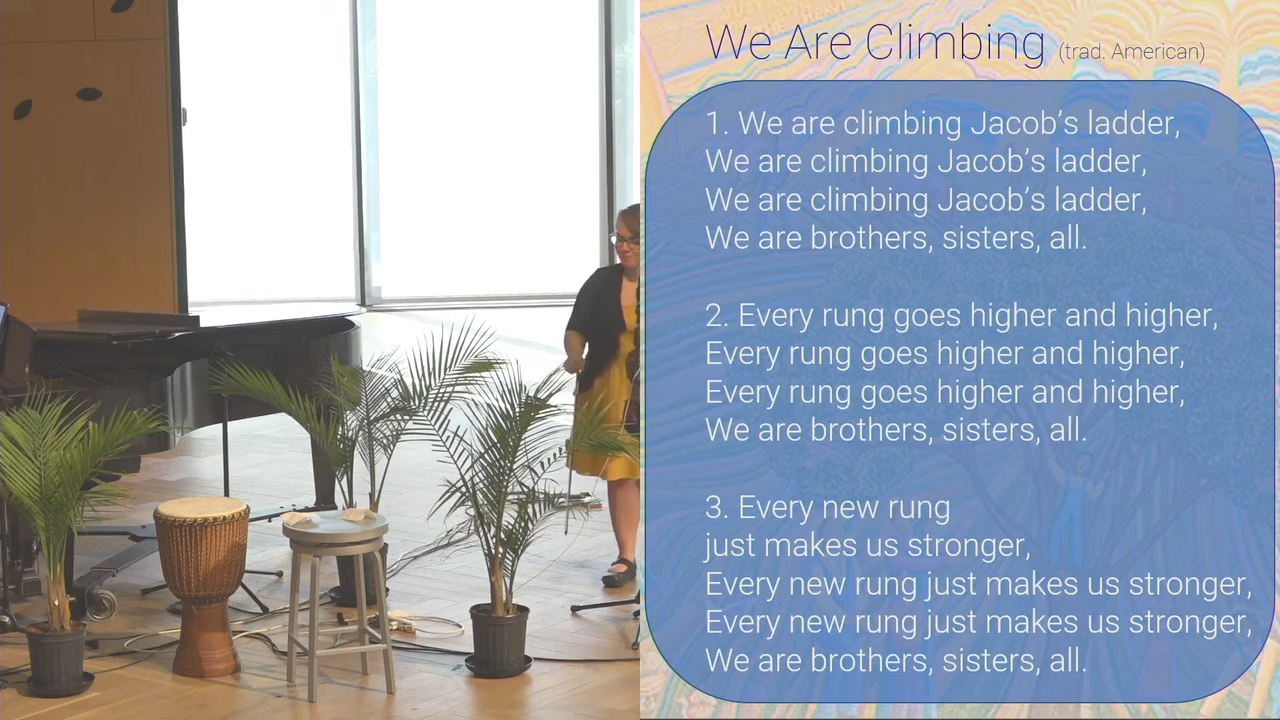 We Are Climbing (trad. American)
1. We are climbing Jacob’s ladder,
We are climbing Jacob’s ladder,
We are climbing Jacob’s ladder,
We are brothers, sisters, all.
2. Every rung goes higher and higher,
Every rung goes higher and higher,
Every rung goes higher and higher,
We are brothers, sisters, all.
3. Every new rung
just makes us stronger,
Every new rung just makes us stronger,
Every new rung just makes us stronger,
We are brothers, sisters, all.